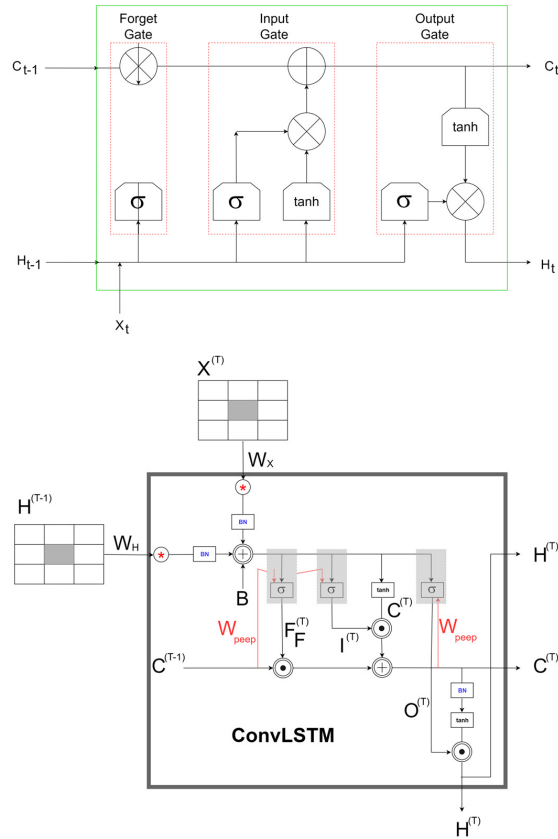 Forget Input Output
Gate Gate Gate
Ct-1 Ct
tanh
σ σ tanh σ
Ht-1 Ht
Xt
X(T)
WX
*
H(T-1)
BN
WH * BN H(T)
B σ σ tanh σ
Wpeep FF(T) I(T) C(T) Wpeep
C(T-1) C(T)
BN
O(T)
tanh
ConvLSTM
H(T)